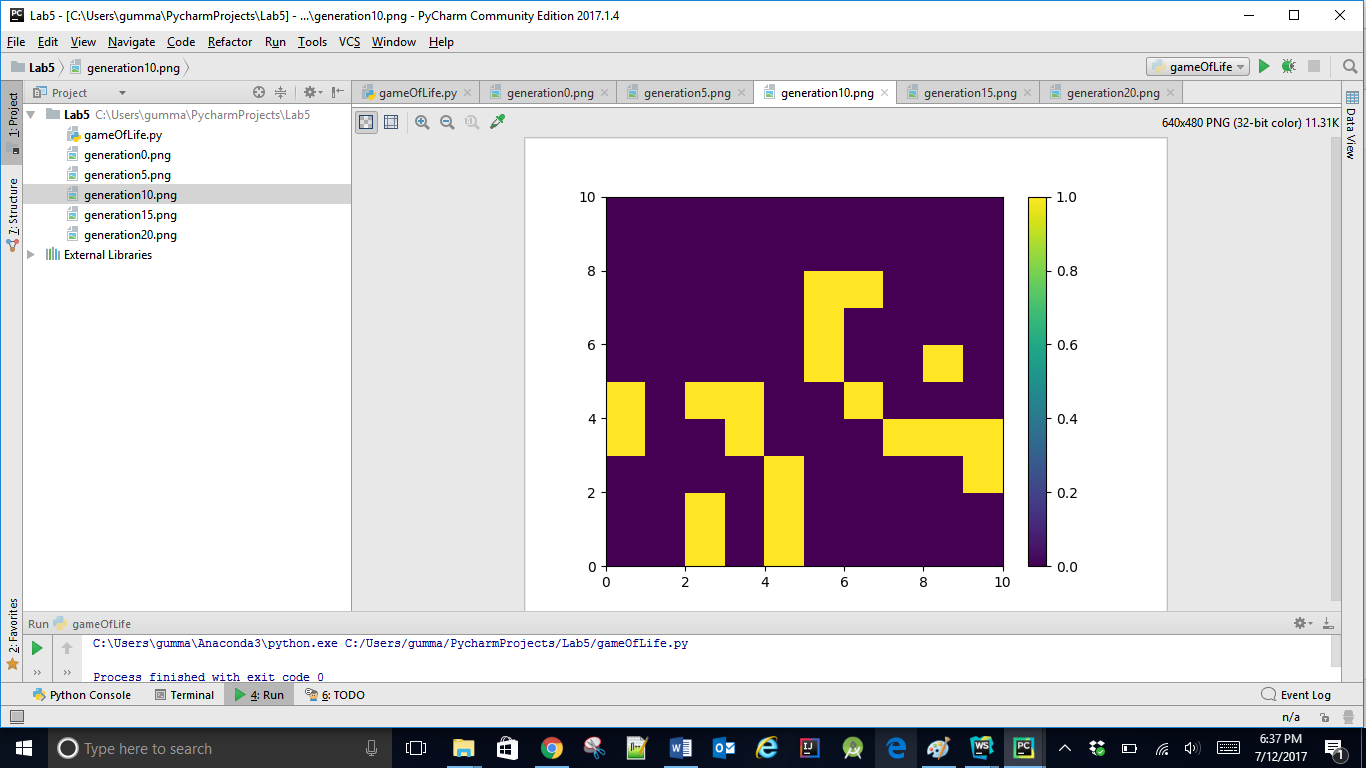 Lab5 - [C:\Users\gumma\PycharmProjects\Lab5] - ...\generation10.png - PyCharm Community Edition 2017.1.4
File Edit View Navigate Code Refactor Run Tools VCS Window Help
Lab5 generation10.png gameOfLife
Project
gameOfLife.py generation0.png generation5.png generation10.png generation15.png generation20.png
1: Project
7: Structure
2: Favorites
Data View
Lab5 C:\Users\gumma\PycharmProjects\Lab5
gameOfLife.py
generation0.png
generation5.png
generation10.png
generation15.png
generation20.png
External Libraries
640x480 PNG (32-bit color) 11.31K
10
8
6
4
2
0
0 2 4 6 8 10
1.0
0.8
0.6
0.4
0.2
0.0
Run gameOfLife
C:\Users\gumma\Anaconda3\python.exe C:/Users/gumma/PycharmProjects/Lab5/gameOfLife.py
Process finished with exit code 0
Python Console Terminal 4: Run 6: TODO Event Log
n/a
Type here to search
6:37 PM
7/12/2017